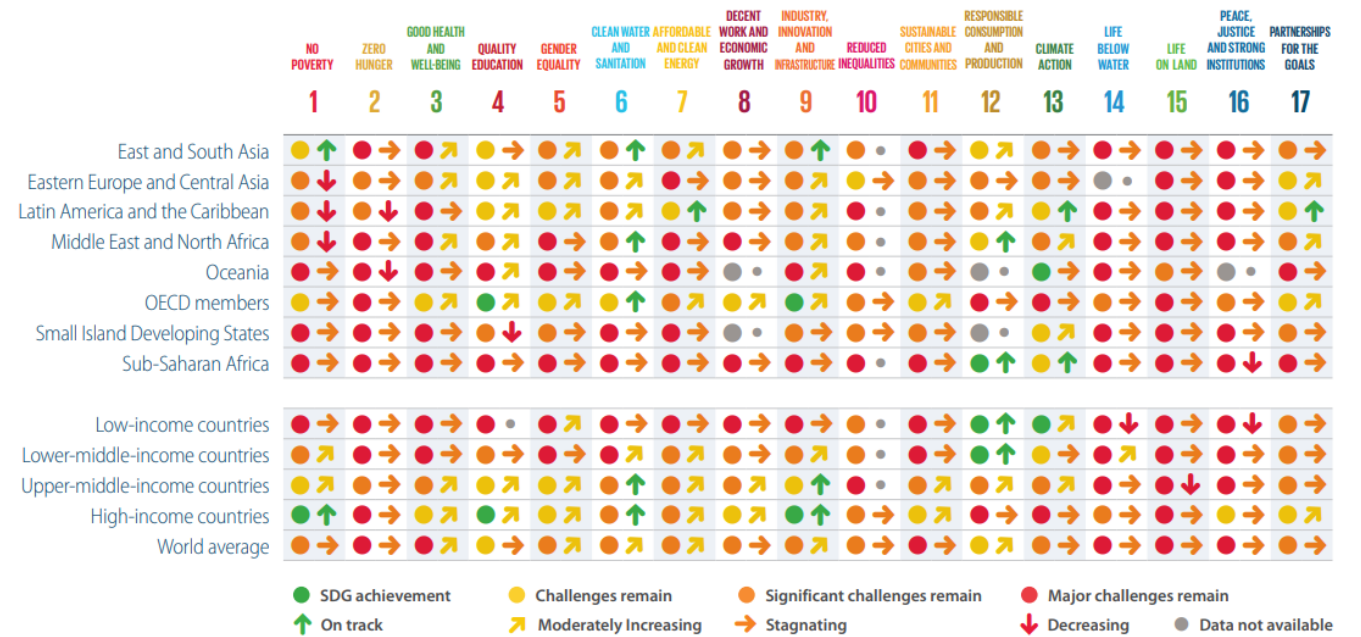 NO POVERTY
ZERO HUNGER
GOOD HEALTH AND WELL-BEING
QUALITY EDUCATION
GENDER EQUALITY
CLEAN WATER AND SANITATION
AFFORDABLE AND CLEAN ENERGY
DECENT WORK AND ECONOMIC GROWTH
INDUSTRY, INNOVATION AND INFRASTRUCTURE
REDUCED INEQUALITIES
SUSTAINABLE CITIES AND COMMUNITIES
RESPONSIBLE CONSUMPTION AND PRODUCTION
CLIMATE ACTION
LIFE BELOW WATER
LIFE ON LAND
PEACE, JUSTICE AND STRONG INSTITUTIONS
PARTNERSHIPS FOR THE GOALS
1 2 3 4 5 6 7 8 9 10 11 12 13 14 15 16 17
East and South Asia
Eastern Europe and Central Asia
Latin America and the Caribbean
Middle East and North Africa
Oceania
OECD members
Small Island Developing States
Sub-Saharan Africa
Low-income countries
Lower-middle-income countries
Upper-middle-income countries
High-income countries
World average
SDG achievement Challenges remain Significant challenges remain Major challenges remain
On track Moderately Increasing Stagnating Decreasing Data not available